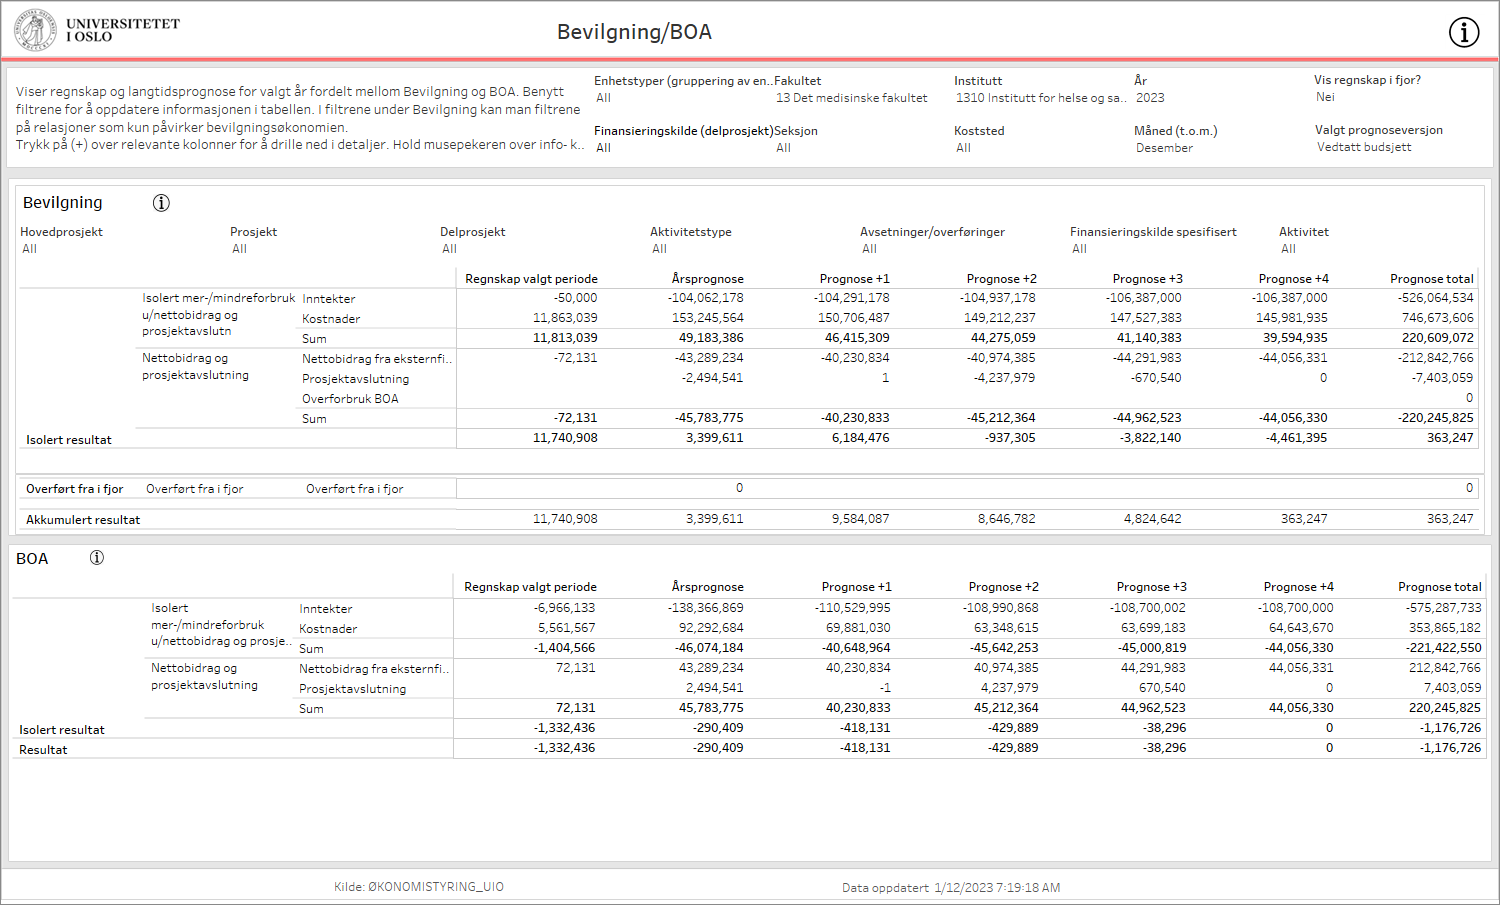 UNIVERSITETET
I OSLO
Bevilgning/BOA
Viser regnskap og langtidsprognose for valgt år fordelt mellom Bevilgning og BOA. Benytt
filtrene for å oppdatere informasjonen i tabellen. I filtrene under Bevilgning kan man filtrene
på relasjoner som kun påvirker bevilgningsøkonomien.
Trykk på (+) over relevante kolonner for å drille ned i detaljer. Hold musepekeren over info- k..
Enhetstyper (gruppering av en.. Fakultet Institutt År Vis regnskap i fjor?
All 13 Det medisinske fakultet 1310 Institutt for helse og sa.. 2023 Nei
Finansieringskilde (delprosjekt) Seksjon Koststed Måned (t.o.m.) Valgt prognoseversjon
All All All Desember Vedtatt budsjett
Bevilgning
Hovedprosjekt Prosjekt Delprosjekt Aktivitetstype Avsetninger/overføringer Finansieringskilde spesifisert Aktivitet
All All All All All All All
Regnskap valgt periode Årsprognose Prognose +1 Prognose +2 Prognose +3 Prognose +4 Prognose total
Isolert mer-/mindreforbruk Inntekter -50,000 -104,062,178 -104,291,178 -104,937,178 -106,387,000 -106,387,000 -526,064,534
u/nettobidrag og Kostnader 11,863,039 153,245,564 150,706,487 149,212,237 147,527,383 145,981,935 746,673,606
prosjektavslutn Sum 11,813,039 49,183,386 46,415,309 44,275,059 41,140,383 39,594,935 220,609,072
Nettobidrag og Nettobidrag fra eksternfi.. -72,131 -43,289,234 -40,230,834 -40,974,385 -44,291,983 -44,056,331 -212,842,766
prosjektavslutning Prosjektavslutning -2,494,541 1 -4,237,979 -670,540 0 -7,403,059
Overforbruk BOA 0
Sum -72,131 -45,783,775 -40,230,833 -45,212,364 -44,962,523 -44,056,330 -220,245,825
Isolert resultat 11,740,908 3,399,611 6,184,476 -937,305 -3,822,140 -4,461,395 363,247
Overført fra i fjor Overført fra i fjor Overført fra i fjor 0 0
Akkumulert resultat 11,740,908 3,399,611 9,584,087 8,646,782 4,824,642 363,247 363,247
BOA
Regnskap valgt periode Årsprognose Prognose +1 Prognose +2 Prognose +3 Prognose +4 Prognose total
Isolert Inntekter -6,966,133 -138,366,869 -110,529,995 -108,990,868 -108,700,002 -108,700,000 -575,287,733
mer-/mindreforbruk Kostnader 5,561,567 92,292,684 69,881,030 63,348,615 63,699,183 64,643,670 353,865,182
u/nettobidrag og prosje.. Sum -1,404,566 -46,074,184 -40,648,964 -45,642,253 -45,000,819 -44,056,330 -221,422,550
Nettobidrag og Nettobidrag fra eksternfi.. 72,131 43,289,234 40,230,834 40,974,385 44,291,983 44,056,331 212,842,766
prosjektavslutning Prosjektavslutning 2,494,541 -1 4,237,979 670,540 0 7,403,059
Sum 72,131 45,783,775 40,230,833 45,212,364 44,962,523 44,056,330 220,245,825
Isolert resultat -1,332,436 -290,409 -418,131 -429,889 -38,296 0 -1,176,726
Resultat -1,332,436 -290,409 -418,131 -429,889 -38,296 0 -1,176,726
Kilde: ØKONOMISTYRING_UIO Data oppdatert 1/12/2023 7:19:18 AM